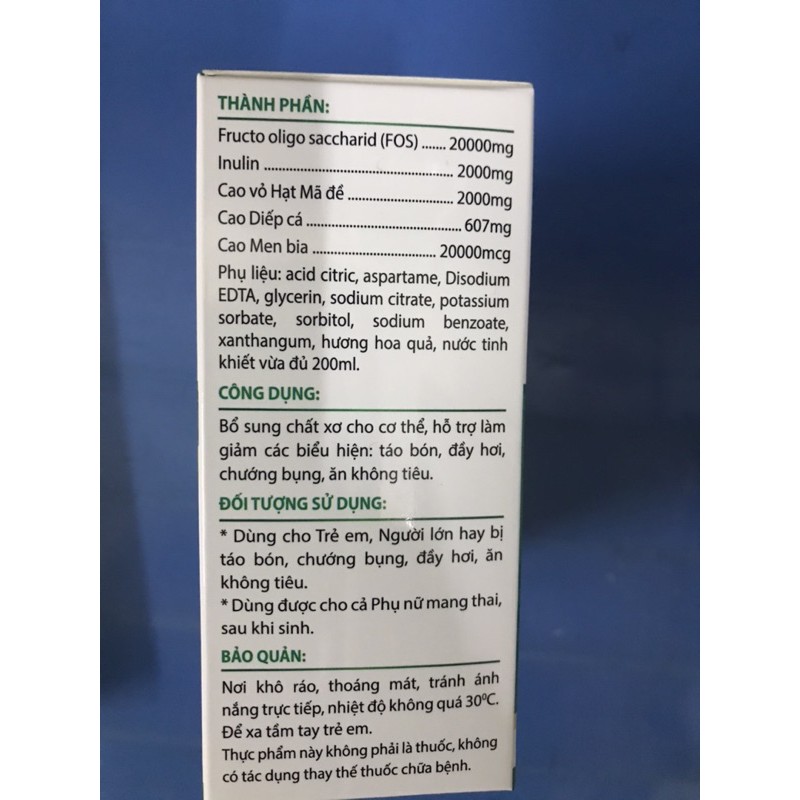 THÀNH PHẦN:
Fructo oligo saccharid (FOS) ....... 20000mg
Inulin ........................................................ 2000mg
Cao vỏ Hạt Mã đề ............................... 2000mg
Cao Diếp cá .............................................. 607mg
Cao Men bia ................................... 20000mcg
Phụ liệu: acid citric, aspartame, Disodium
EDTA, glycerin, sodium citrate, potassium
sorbate, sorbitol, sodium benzoate,
xanthangum, hương hoa quả, nước tinh
khiết vừa đủ 200ml.
CÔNG DỤNG:
Bổ sung chất xơ cho cơ thể, hỗ trợ làm
giảm các biểu hiện: táo bón, đầy hơi,
chướng bụng, ăn không tiêu.
ĐỐI TƯỢNG SỬ DỤNG:
* Dùng cho Trẻ em, Người lớn hay bị
táo bón, chướng bụng, đầy hơi, ăn
không tiêu.
* Dùng được cho cả Phụ nữ mang thai,
sau khi sinh.
BẢO QUẢN:
Nơi khô ráo, thoáng mát, tránh ánh
nắng trực tiếp, nhiệt độ không quá 30⁰C.
Để xa tầm tay trẻ em.
Thực phẩm này không phải là thuốc, không
có tác dụng thay thế thuốc chữa bệnh.